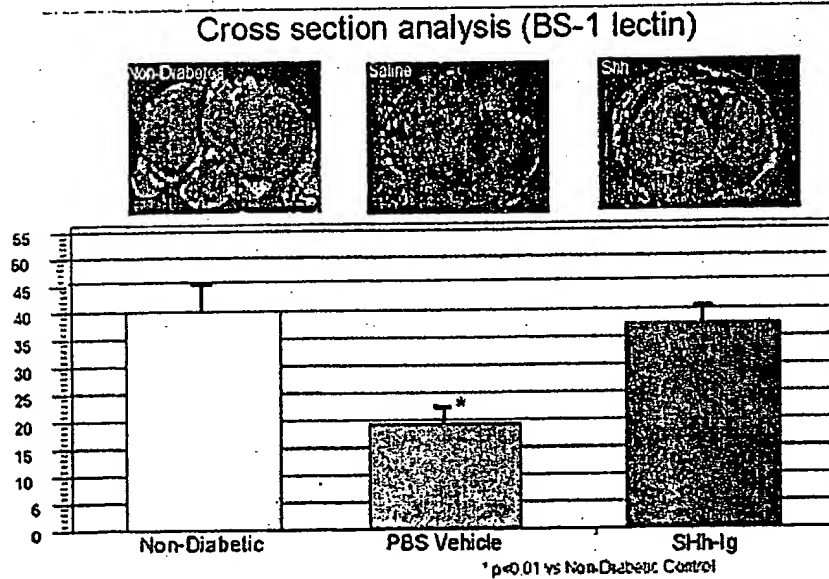 Cross section analysis (BS-1 lectin)
Non-Diabetes
Saline
Shh
55
50
45
40
35
30
25
20
15
10
6
0
*
Non-Diabetic
PBS Vehicle
SHh-Ig
* p<0.01 vs Non-Diabetic Control